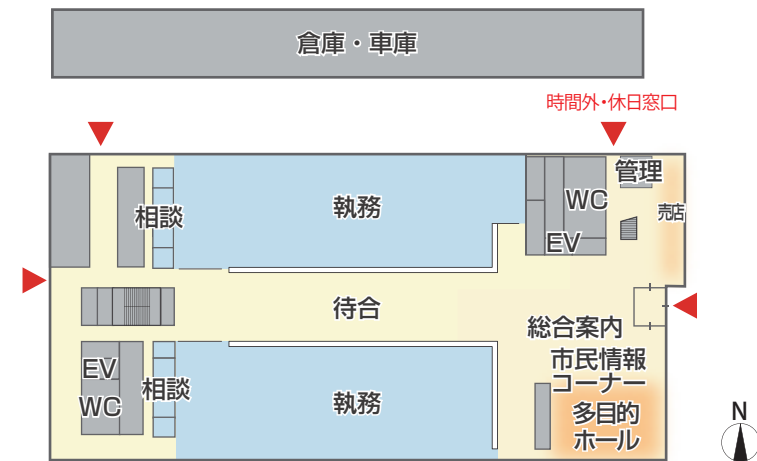 倉庫・車庫
時間外・休日窓口
管理
WC
EV
売店
相談
執務
待合
総合案内
市民情報
コーナー
多目的
ホール
EV
WC
相談
執務
N